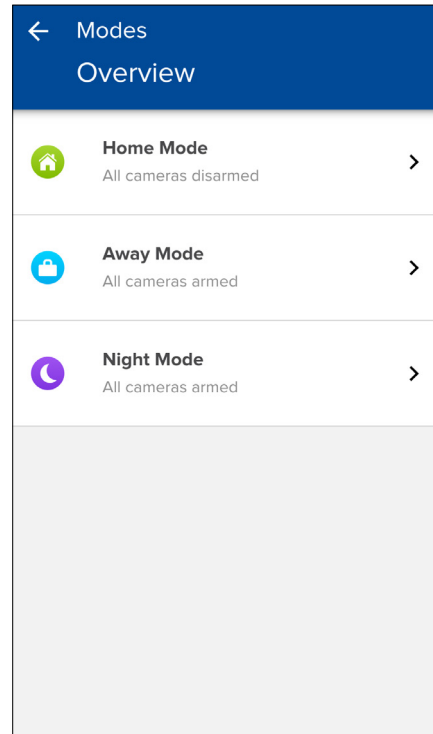 Modes
Overview
Home Mode
All cameras disarmed
Away Mode
All cameras armed
Night Mode
All cameras armed